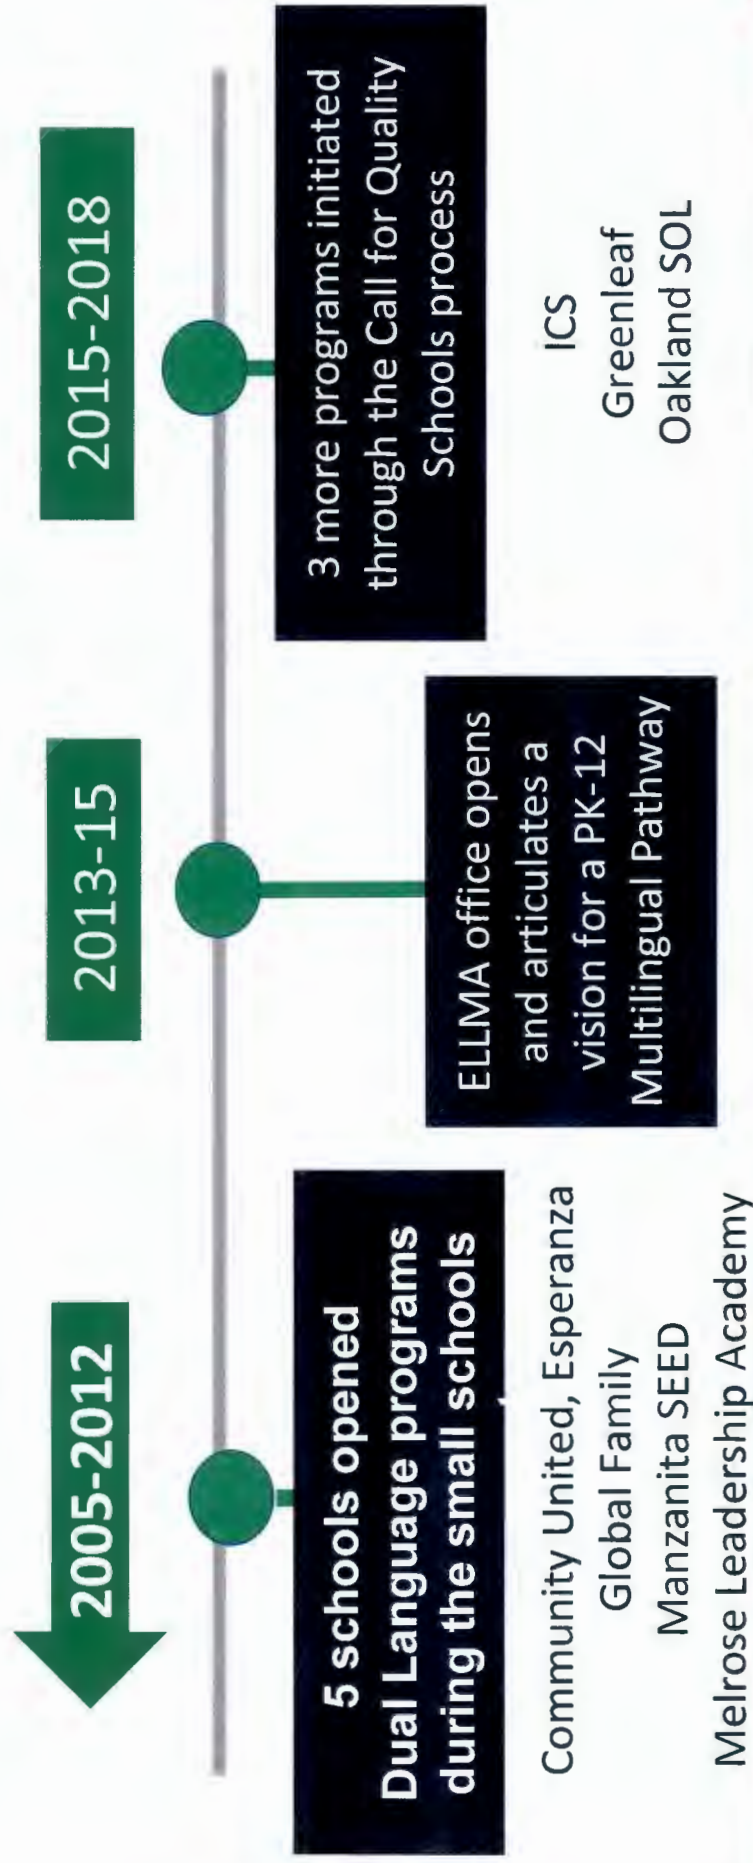 2005-2012
5 schools opened
Dual Language programs
during the small schools
Community United, Esperanza
Global Family
Manzanita SEED
Melrose Leadership Academy
2013-15
ELLMA office opens
and articulates a
vision for a PK-12
Multilingual Pathway
2015-2018
3 more programs initiated
through the Call for Quality
Schools process
ICS
Greenleaf
Oakland SOL